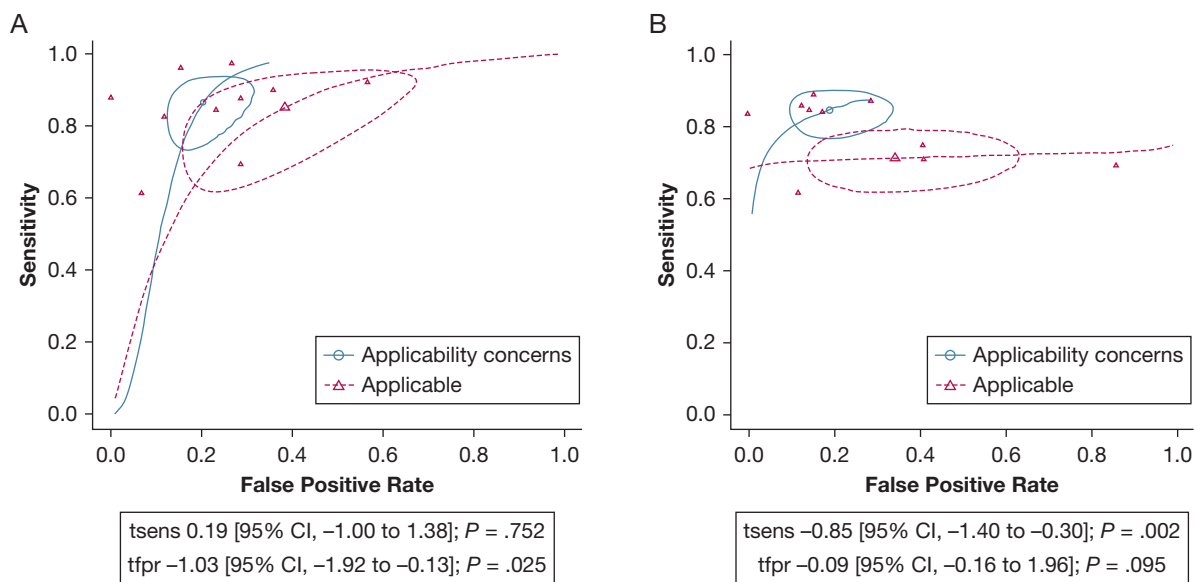 A
Sensitivity
1.0
0.8
0.6
0.4
0.2
0.0
Applicability concerns
Applicable
0.0 0.2 0.4 0.6 0.8 1.0
False Positive Rate
tsens 0.19 [95% CI, –1.00 to 1.38]; P = .752
tfpr –1.03 [95% CI, –1.92 to –0.13]; P = .025
B
Sensitivity
1.0
0.8
0.6
0.4
0.2
0.0
Applicability concerns
Applicable
0.0 0.2 0.4 0.6 0.8 1.0
False Positive Rate
tsens –0.85 [95% CI, –1.40 to –0.30]; P = .002
tfpr –0.09 [95% CI, –0.16 to 1.96]; P = .095